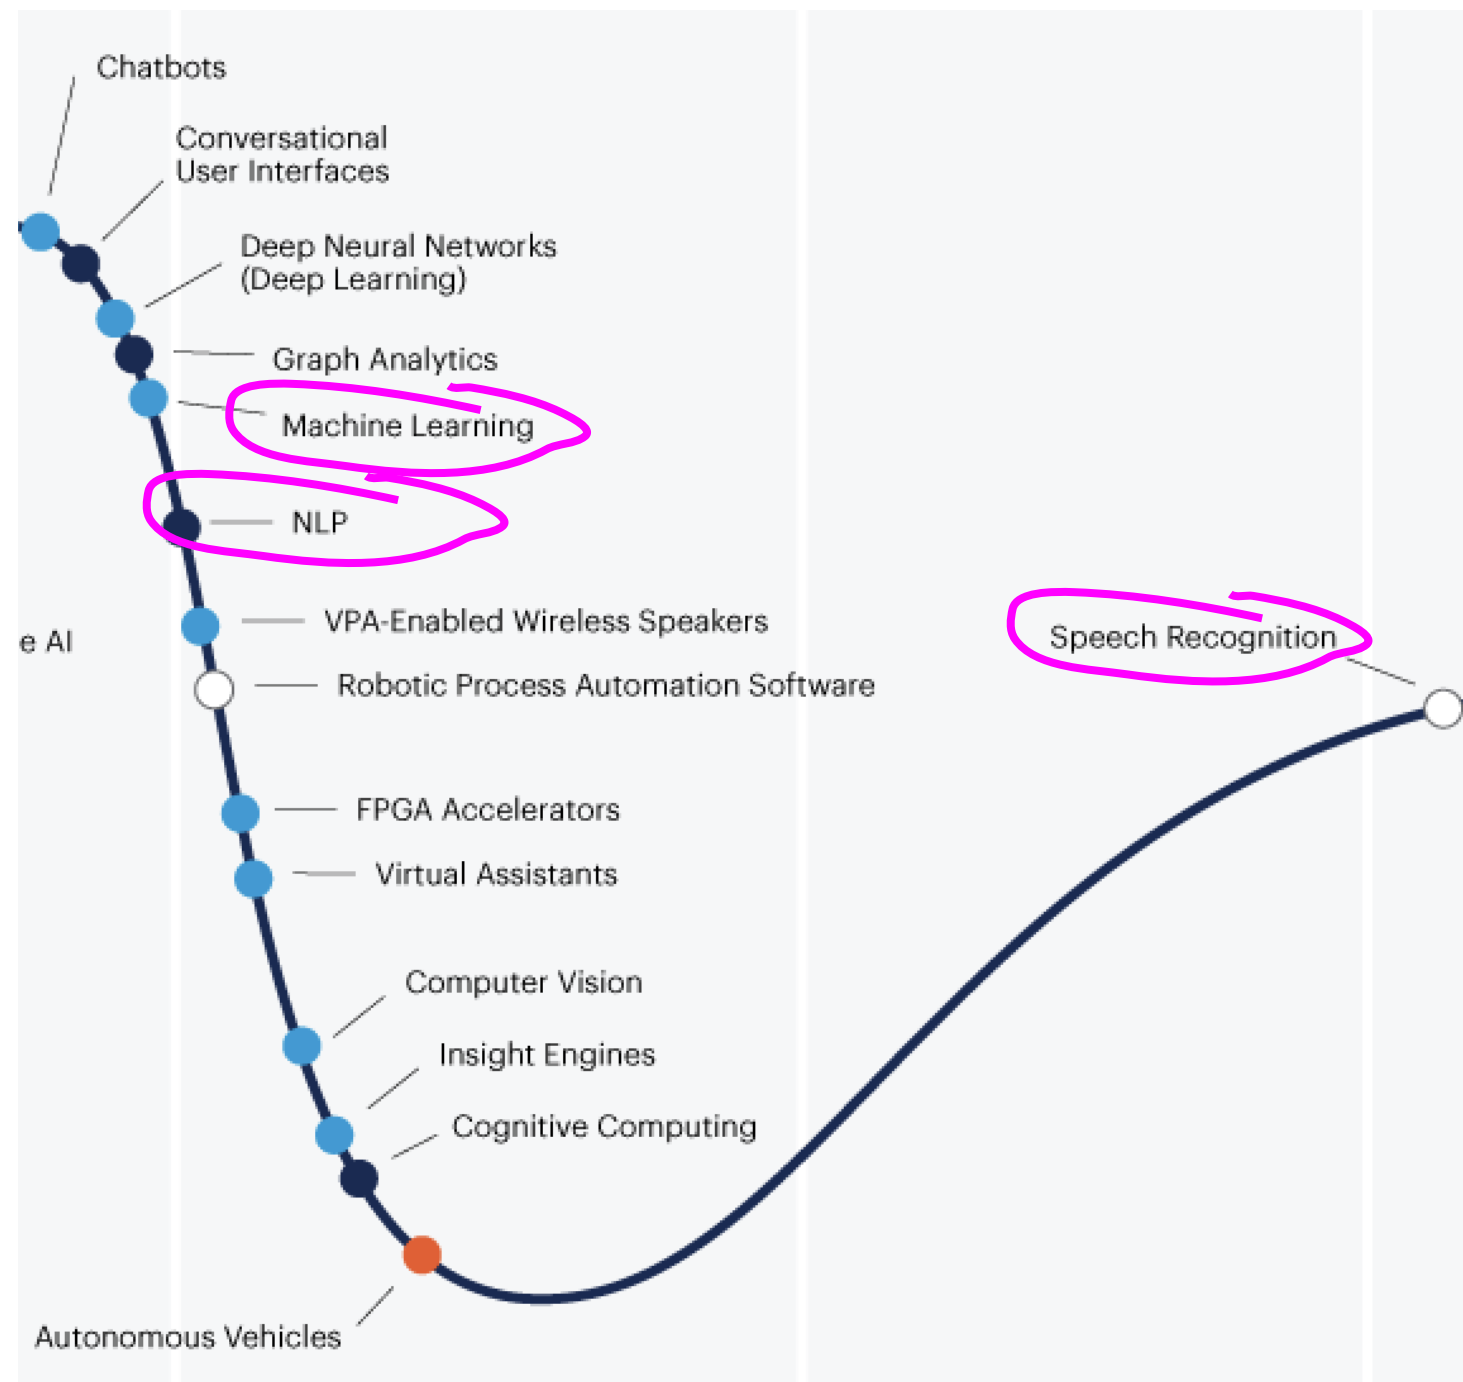 Chatbots
Conversational
User Interfaces
Deep Neural Networks
(Deep Learning)
Graph Analytics
Machine Learning
NLP
VPA-Enabled Wireless Speakers
e AI
Speech Recognition
Robotic Process Automation Software
FPGA Accelerators
Virtual Assistants
Computer Vision
Insight Engines
Cognitive Computing
Autonomous Vehicles